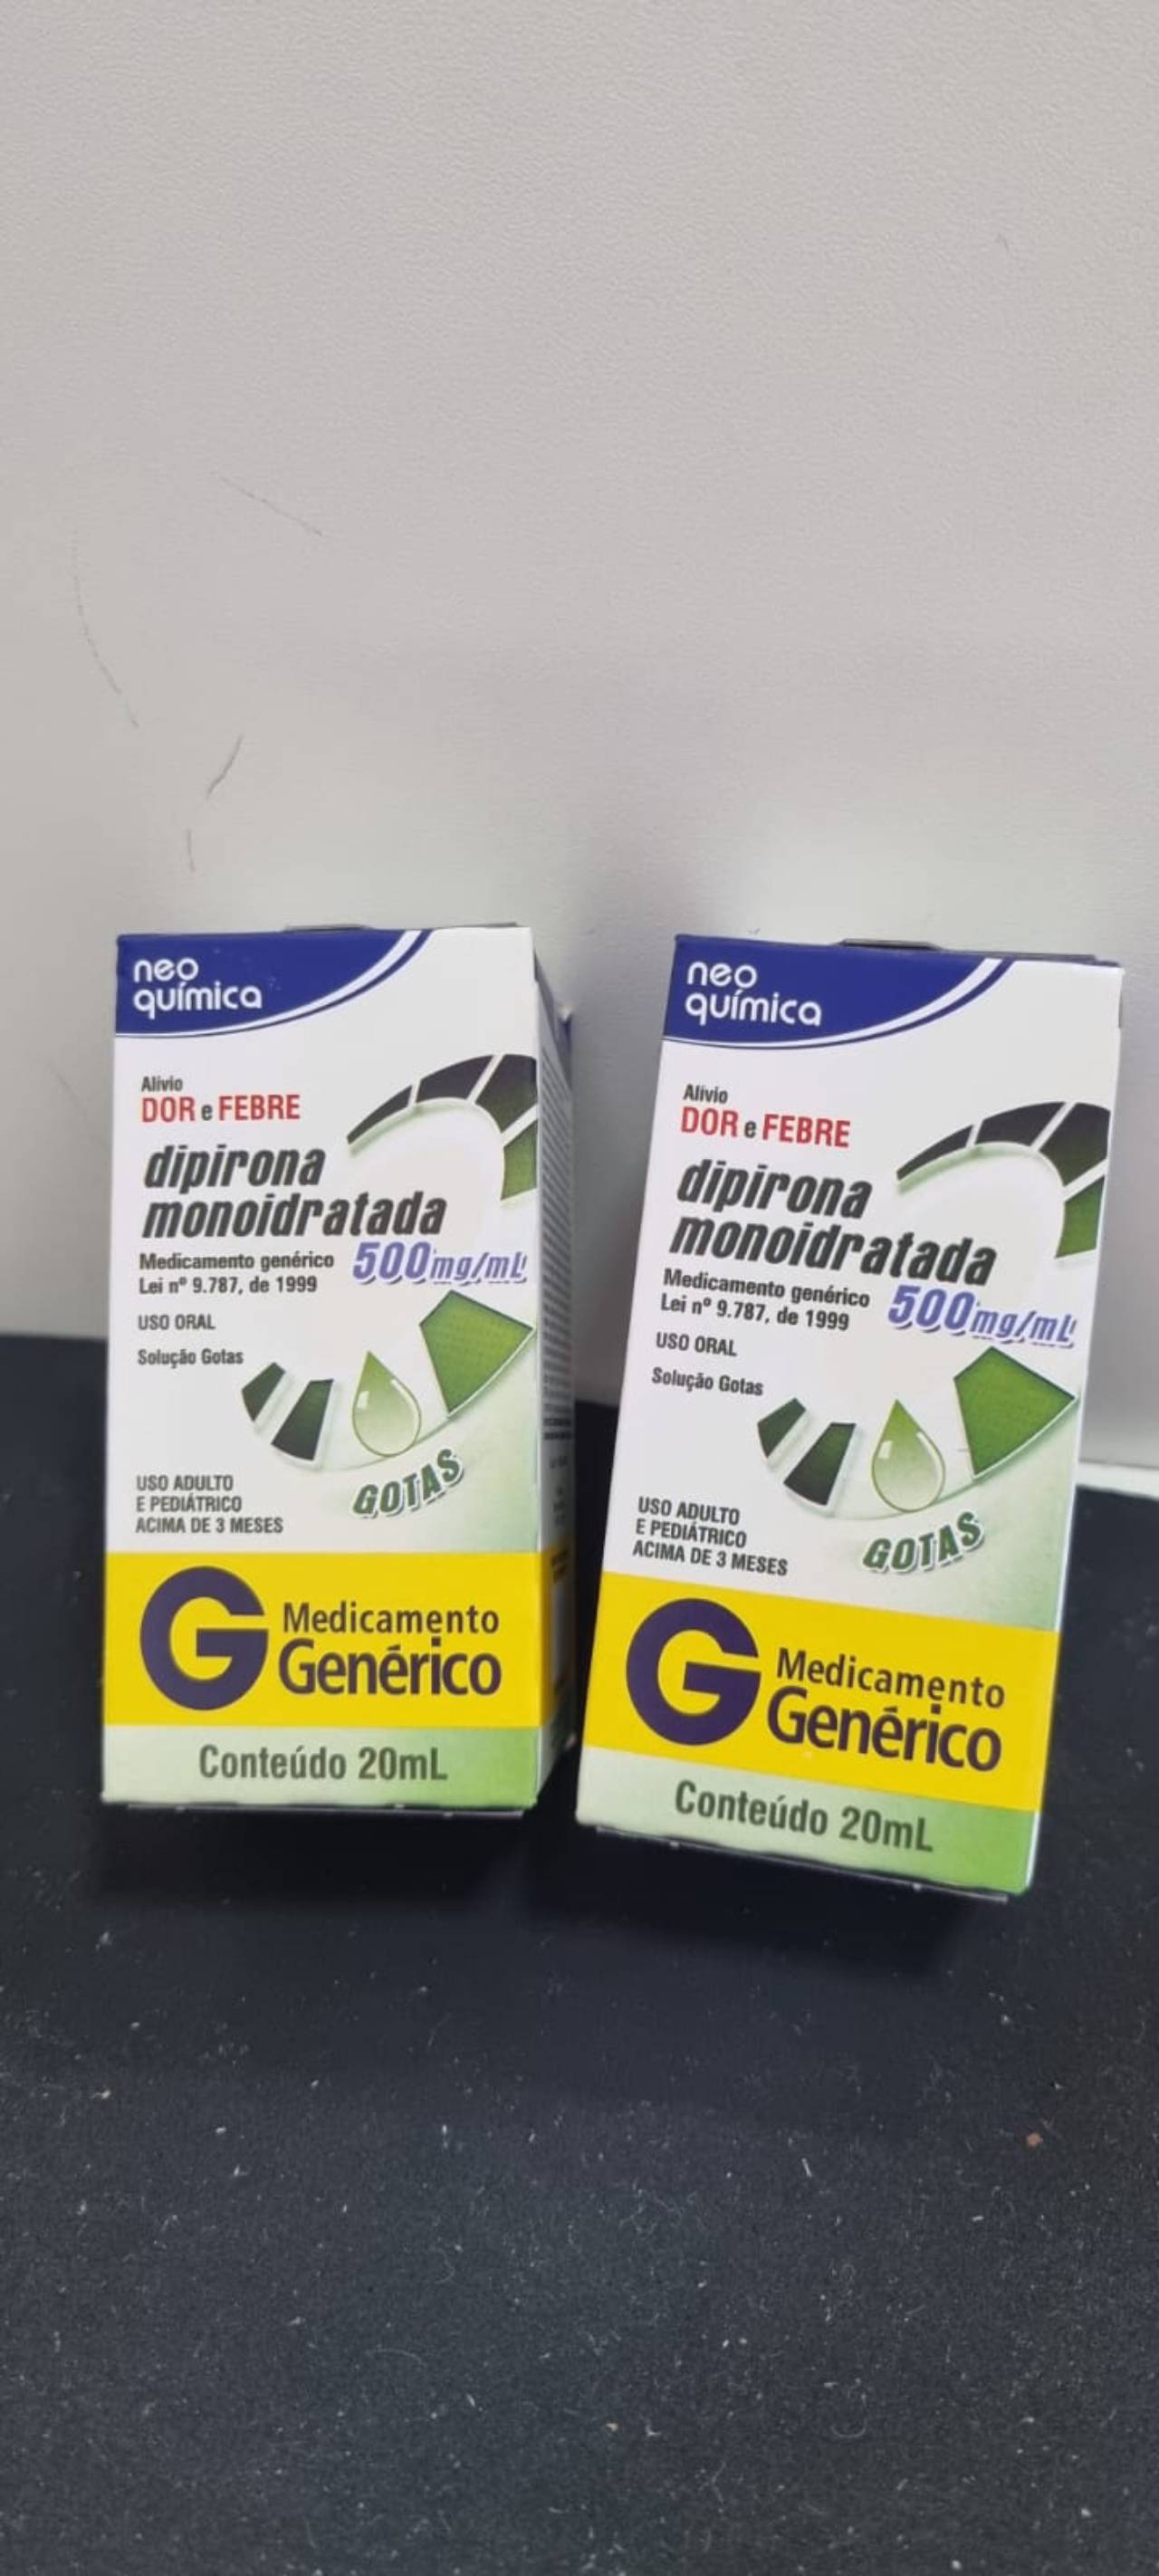 neo
química
Alívio
DOR e FEBRE
dipirona
monoidratada
Medicamento genérico
Lei nº 9.787, de 1999
500mg/mL
USO ORAL
Solução Gotas
GOTAS
USO ADULTO
E PEDIÁTRICO
ACIMA DE 3 MESES
G Medicamento
Genérico
Conteúdo 20mL
neo
química
Alívio
DOR e FEBRE
dipirona
monoidratada
Medicamento genérico
Lei nº 9.787, de 1999
500mg/mL
USO ORAL
Solução Gotas
GOTAS
USO ADULTO
E PEDIÁTRICO
ACIMA DE 3 MESES
G Medicamento
Genérico
Conteúdo 20mL